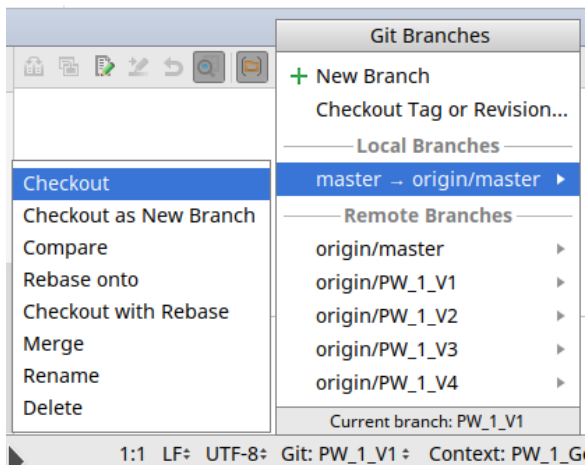 Git Branches
+ New Branch
Checkout Tag or Revision...
Local Branches
master → origin/master
Remote Branches
origin/master
origin/PW_1_V1
origin/PW_1_V2
origin/PW_1_V3
origin/PW_1_V4
Current branch: PW_1_V1
Checkout
Checkout as New Branch
Compare
Rebase onto
Checkout with Rebase
Merge
Rename
Delete
1:1 LF÷ UTF-8÷ Git: PW_1_V1÷ Context: PW_1_G